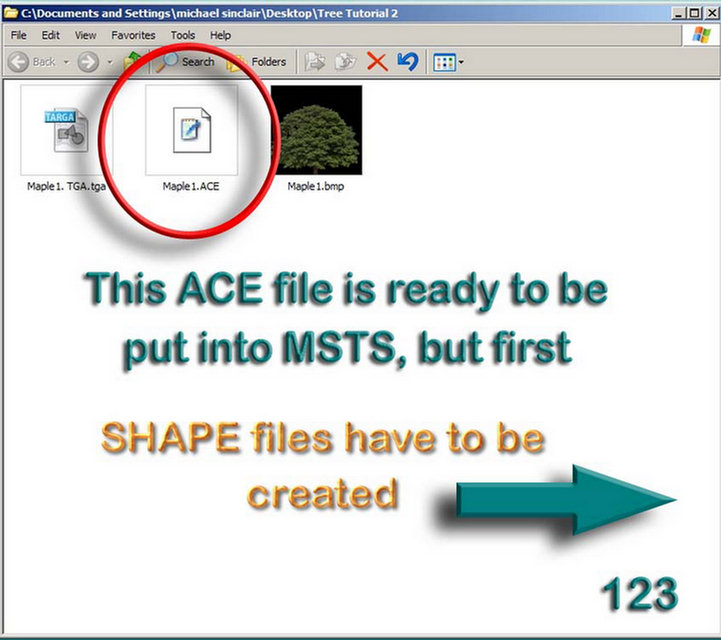 C:\Documents and Settings\michael sinclair\Desktop\Tree Tutorial 2
File Edit View Favorites Tools Help
Back Search Folders
TARGA
Maple1. TGA.tga Maple1.ACE Maple1.bmp
This ACE file is ready to be
put into MSTS, but first
SHAPE files have to be
created
123